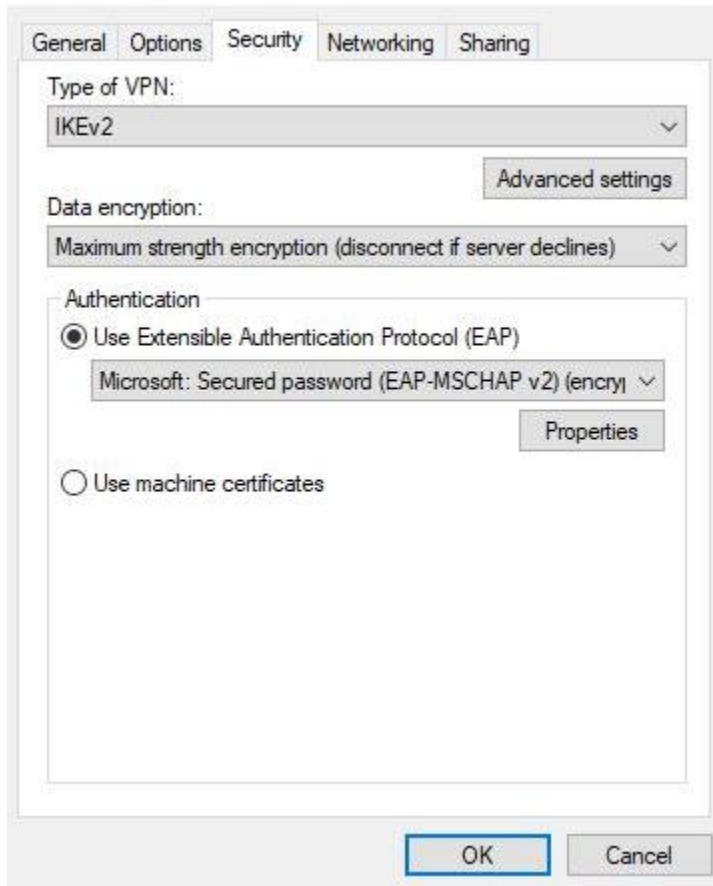 General Options Security Networking Sharing
Type of VPN:
IKEv2
Advanced settings
Data encryption:
Maximum strength encryption (disconnect if server declines)
Authentication
Use Extensible Authentication Protocol (EAP)
Microsoft: Secured password (EAP-MSCHAP v2) (encry
Properties
Use machine certificates
OK Cancel